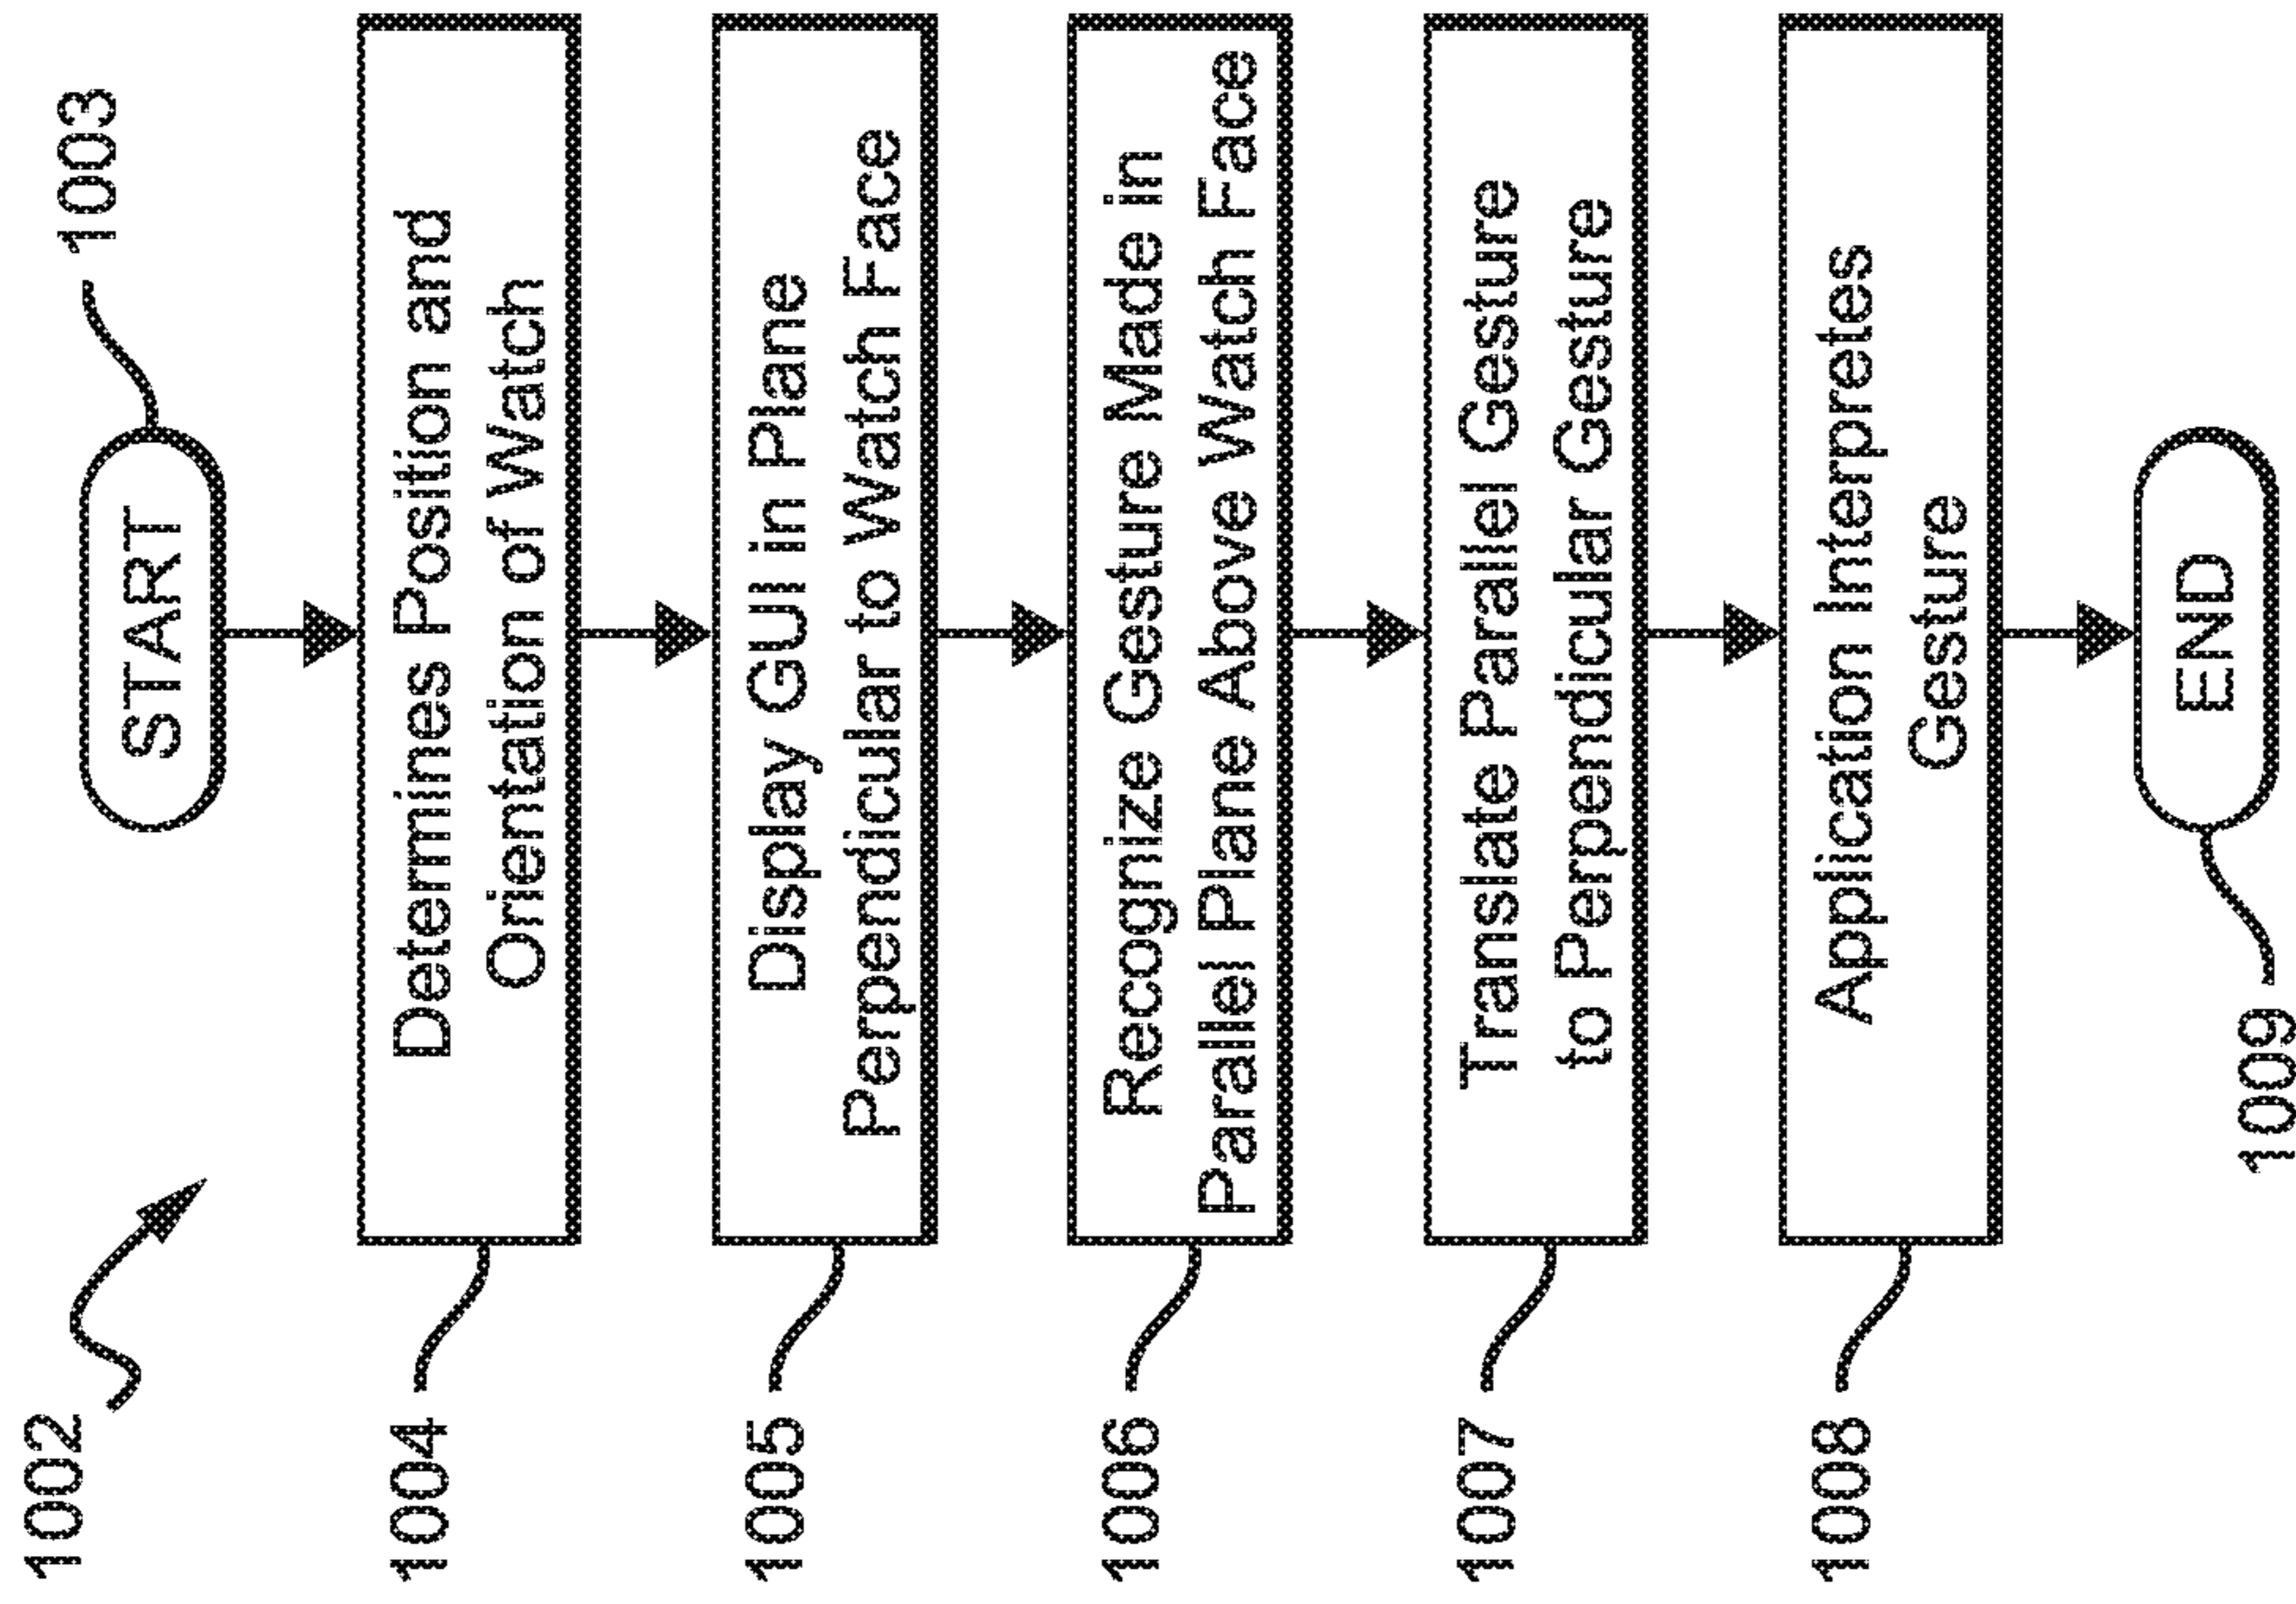 1002
START
1003
1004
Determines Position and
Orientation of Watch
1005
Display GUI in Plane
Perpendicular to Watch Face
1006
Recognize Gesture Made in
Parallel Plane Above Watch Face
1007
Translate Parallel Gesture
to Perpendicular Gesture
1008
Application Interpretes
Gesture
1009
END